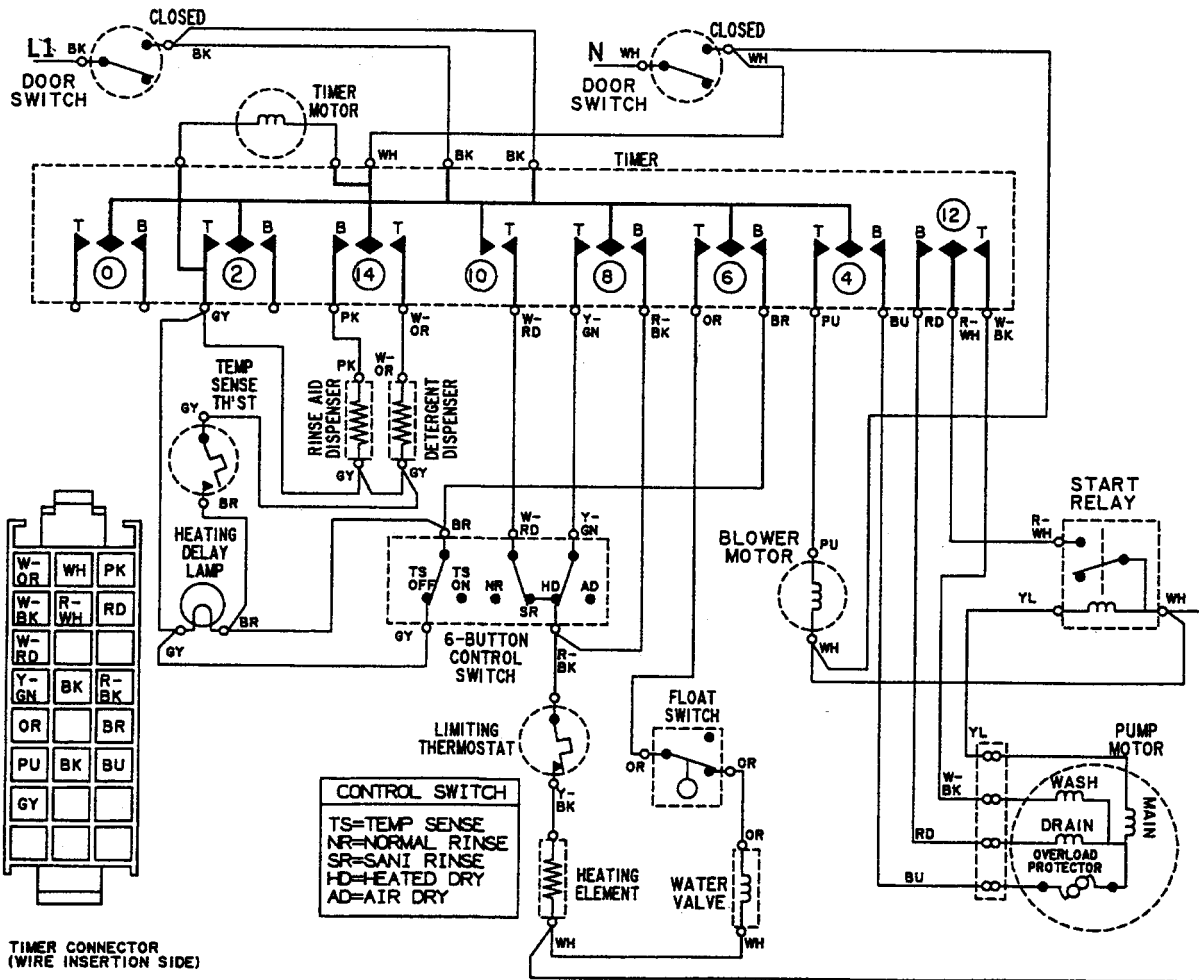 CLOSED
L1 BK
BK
DOOR
SWITCH
CLOSED
N WH
WH
DOOR
SWITCH
TIMER
MOTOR
WH
BK
BK
TIMER
T B
0
T B
2
B T
14
T
10
T B
8
T B
6
T B
4
B T
12
GY
PK
W-
OR
W-
RD
Y-
GN
R-
BK
OR
BR
PU
BU
RD
R-
WH
W-
BK
TEMP
SENSE
TH'ST
GY
BR
PK
W-
OR
RINSE AID
DISPENSER
DETERGENT
DISPENSER
GY
GY
HEATING
DELAY
LAMP
GY
BR
BR
W-
RD
Y-
GN
TS
OFF
TS
ON
NR
SR
HD
AD
GY
6-BUTTON
CONTROL
SWITCH
R-
BK
BLOWER
MOTOR
PU
WH
START
RELAY
R-
WH
YL
WH
LIMITING
THERMOSTAT
Y-
BK
HEATING
ELEMENT
WH
FLOAT
SWITCH
OR
OR
OR
WATER
VALVE
WH
YL
W-
BK
RD
BU
PUMP
MOTOR
WASH
DRAIN
MAIN
OVERLOAD
PROTECTOR
CONTROL SWITCH
TS=TEMP SENSE
NR=NORMAL RINSE
SR=SANI RINSE
HD=HEATED DRY
AD=AIR DRY
W-
OR WH PK
W-
BK R-
WH RD
W-
RD
Y-
GN BK R-
BK
OR BR
PU BK BU
GY
TIMER CONNECTOR
(WIRE INSERTION SIDE)